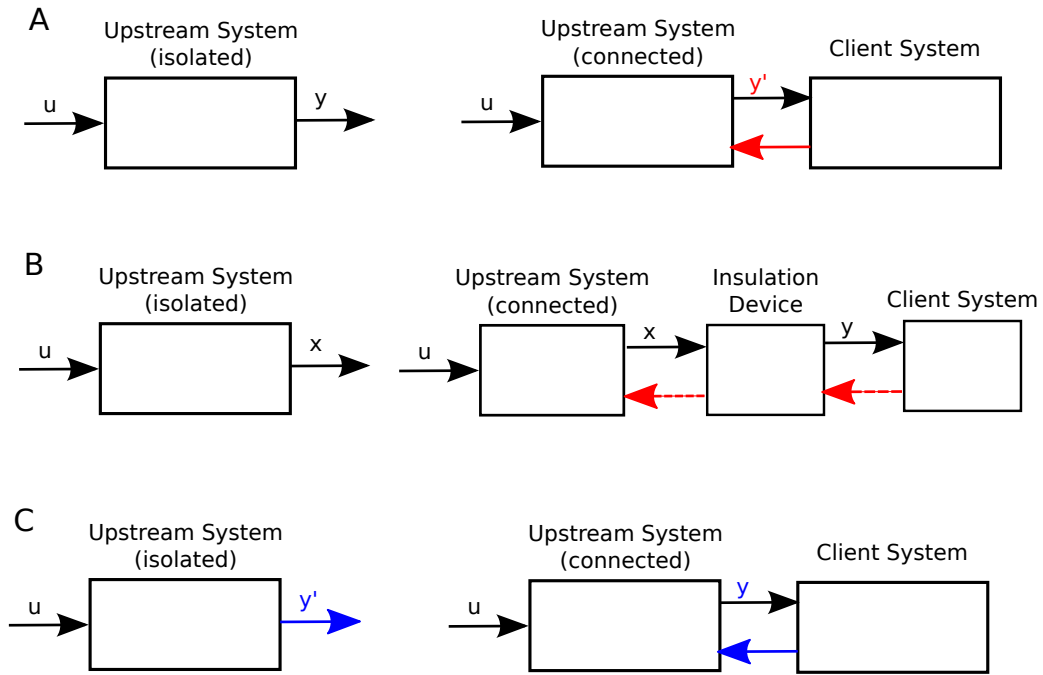 A
Upstream System
(isolated)
u
y
Upstream System
(connected)
u
y'
Client System
B
Upstream System
(isolated)
u
x
Upstream System
(connected)
u
x
Insulation
Device
y
Client System
C
Upstream System
(isolated)
u
y'
Upstream System
(connected)
u
y
Client System